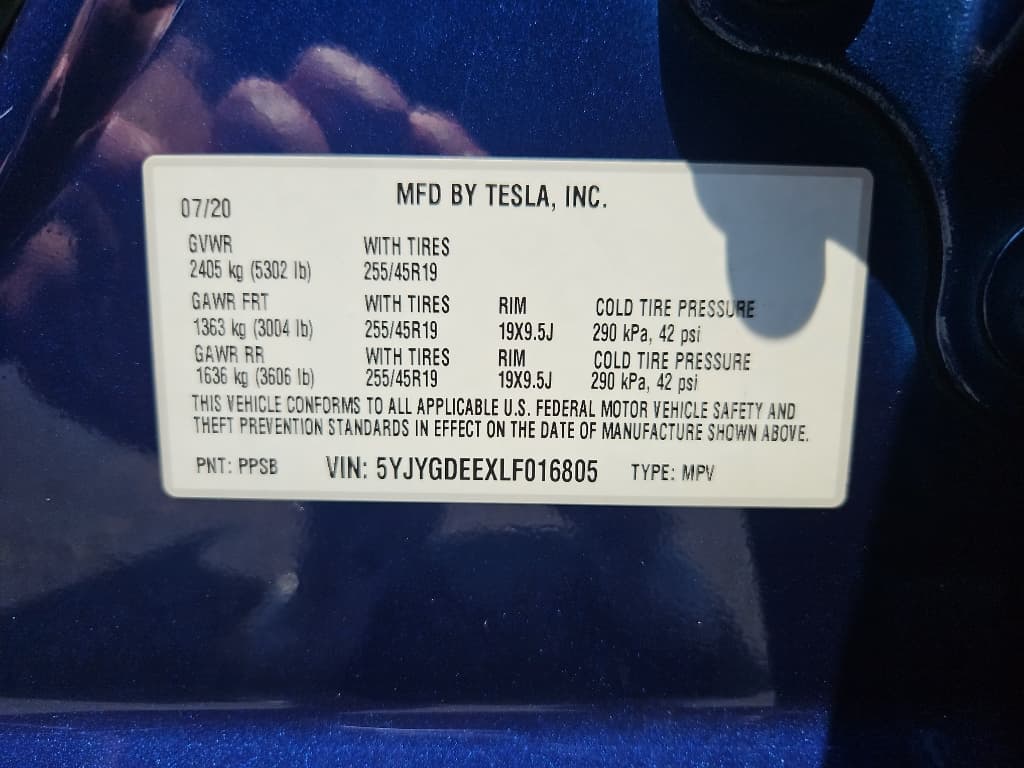 MFD BY TESLA, INC.
07/20
GVWR WITH TIRES
2405 kg (5302 lb) 255/45R19
GAWR FRT WITH TIRES RIM COLD TIRE PRESSURE
1363 kg (3004 lb) 255/45R19 19X9.5J 290 kPa, 42 psi
GAWR RR WITH TIRES RIM COLD TIRE PRESSURE
1636 kg (3606 lb) 255/45R19 19X9.5J 290 kPa, 42 psi
THIS VEHICLE CONFORMS TO ALL APPLICABLE U.S. FEDERAL MOTOR VEHICLE SAFETY AND
THEFT PREVENTION STANDARDS IN EFFECT ON THE DATE OF MANUFACTURE SHOWN ABOVE.
PNT: PPSB VIN: 5YJYGDEEXLF016805 TYPE: MPV